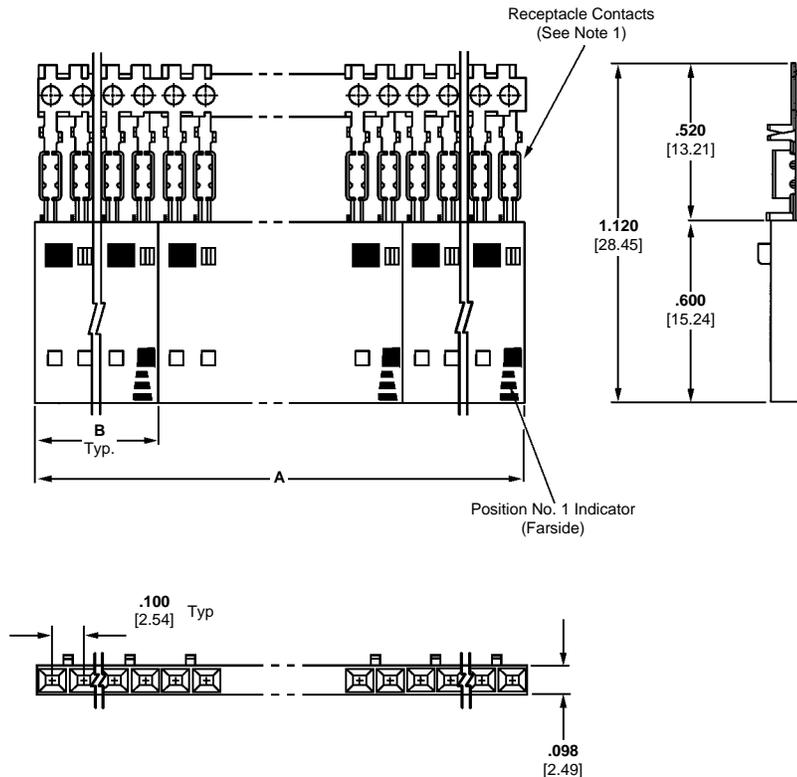 Receptacle Contacts
(See Note 1)
.520
[13.21]
1.120
[28.45]
.600
[15.24]
B
Typ.
A
Position No. 1 Indicator
(Farside)
.100
[2.54]
Typ
.098
[2.49]